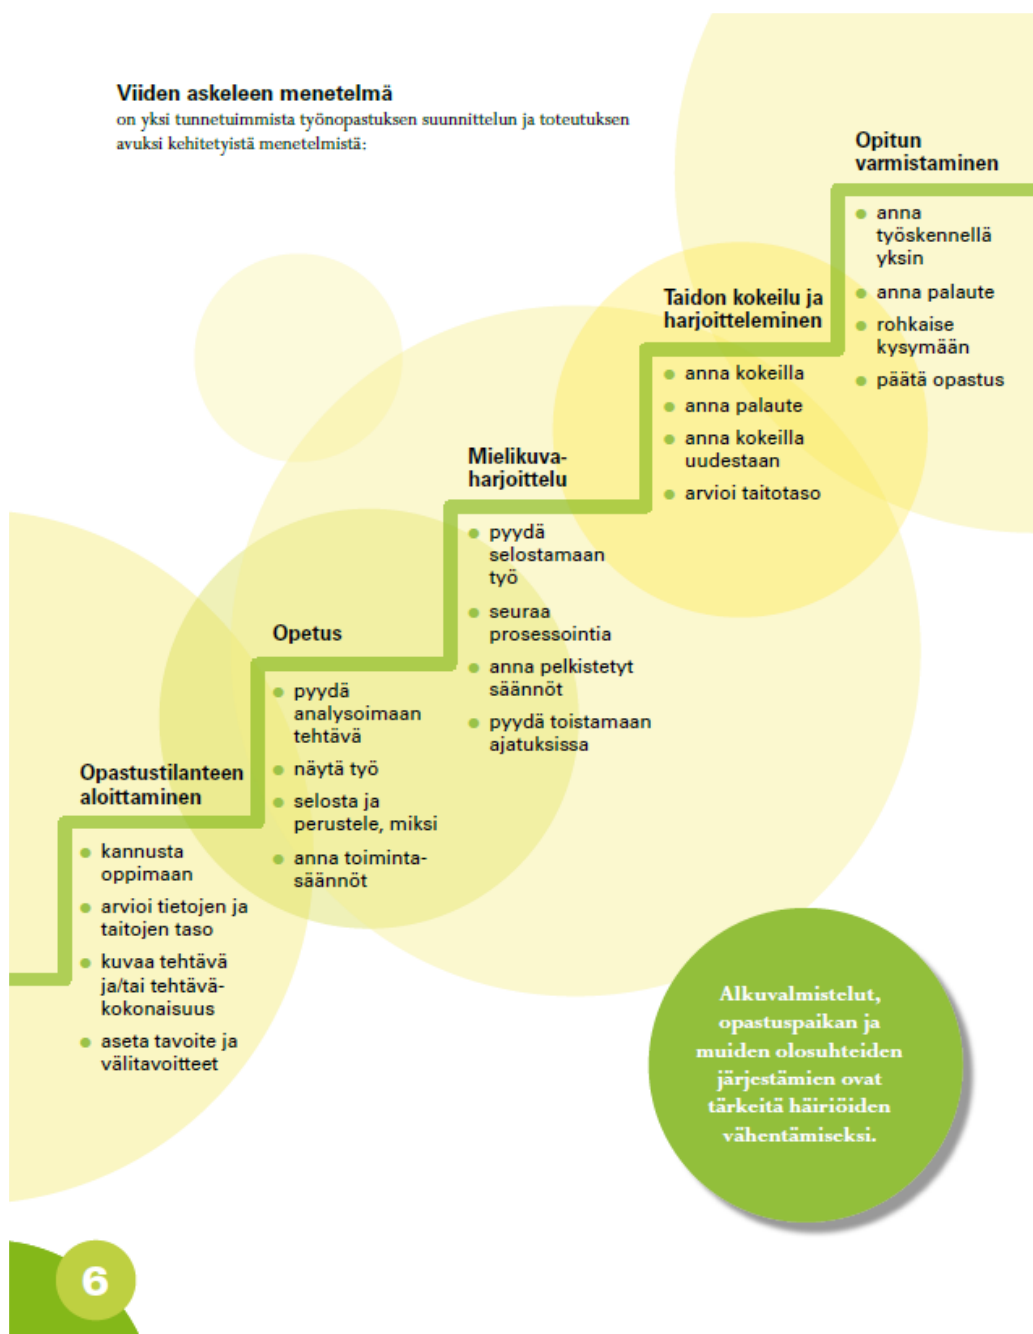 Viiden askeleen menetelmä
on yksi tunnetuimmista työnopastuksen suunnittelun ja toteutuksen
avuksi kehitetyistä menetelmistä:
Opastustilanteen
aloittaminen
● kannusta
oppimaan
● arvioi tietojen ja
taitojen taso
● kuvaa tehtävä
ja/tai tehtävä-
kokonaisuus
● aseta tavoite ja
välitavoitteet
Opetus
● pyydä
analysoimaan
tehtävä
● näytä työ
● selosta ja
perustele, miksi
● anna toiminta-
säännöt
Mielikuva-
harjoittelu
● pyydä
selostamaan
työ
● seuraa
prosessointia
● anna pelkistetyt
säännöt
● pyydä toistamaan
ajatuksissa
Taidon kokeilu ja
harjoitteleminen
● anna kokeilla
● anna palaute
● anna kokeilla
uudestaan
● arvioi taitotaso
Opitun
varmistaminen
● anna
työskennellä
yksin
● anna palaute
● rohkaise
kysymään
● päätä opastus
Alkuvalmistelut,
opastuspaikan ja
muiden olosuhteiden
järjestämien ovat
tärkeitä häiriöiden
vähentämiseksi.
6